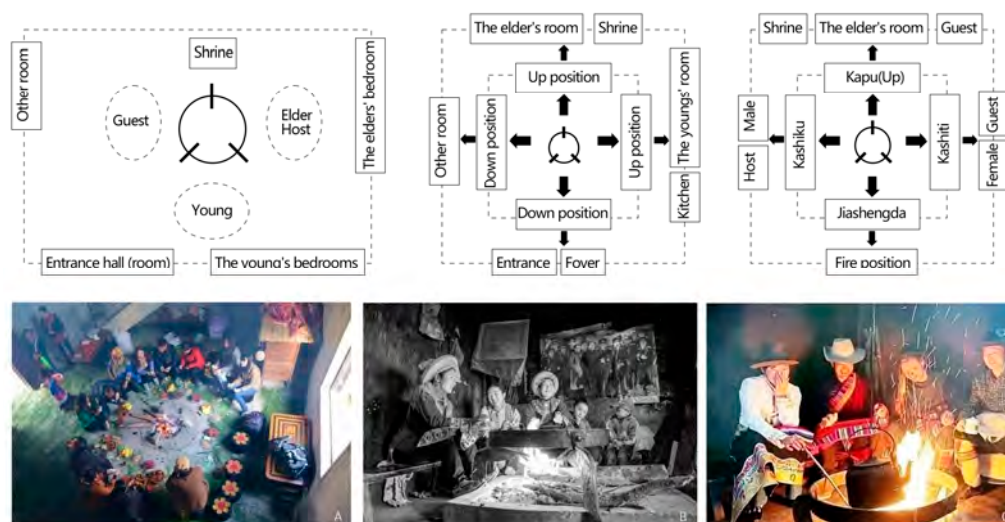 Other room
Shrine
Guest
Elder
Host
The elders' bedroom
Young
Entrance hall (room)
The young's bedrooms
The elder's room
Shrine
Up position
Other room
Down position
Up position
The youngs' room
Kitchen
Down position
Entrance
Foyer
Shrine
The elder's room
Guest
Kapu(Up)
Male
Host
Kashiku
Kashiti
Guest
Female
Jiashengda
Fire position
A
B